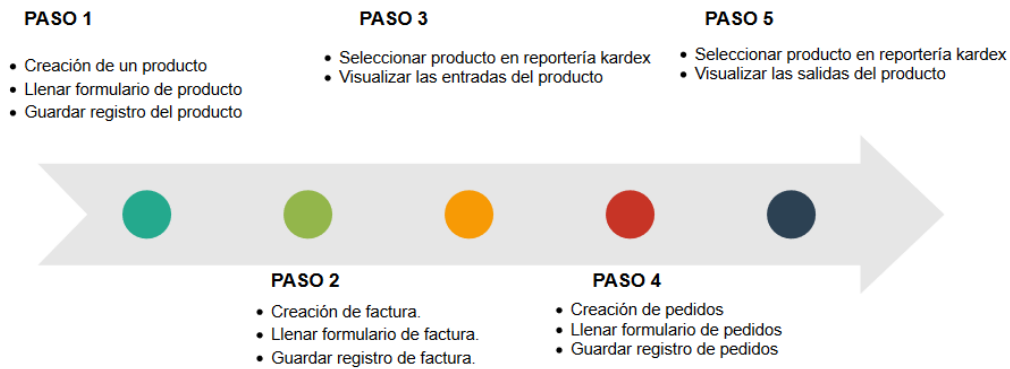 PASO 1
• Creación de un producto
• Llenar formulario de producto
• Guardar registro del producto
PASO 3
• Seleccionar producto en reportería kardex
• Visualizar las entradas del producto
PASO 5
• Seleccionar producto en reportería kardex
• Visualizar las salidas del producto
PASO 2
• Creación de factura.
• Llenar formulario de factura.
• Guardar registro de factura.
PASO 4
• Creación de pedidos
• Llenar formulario de pedidos
• Guardar registro de pedidos